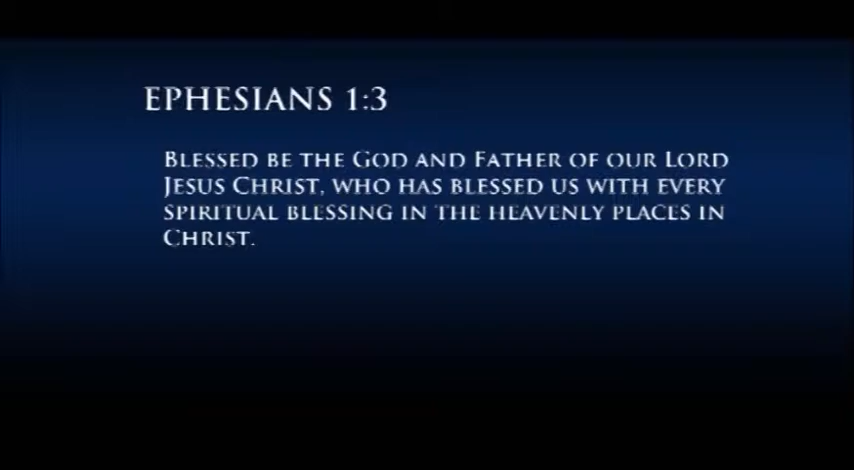 EPHESIANS 1:3
BLESSED BE THE GOD AND FATHER OF OUR LORD
JESUS CHRIST, WHO HAS BLESSED US WITH EVERY
SPIRITUAL BLESSING IN THE HEAVENLY PLACES IN
CHRIST.